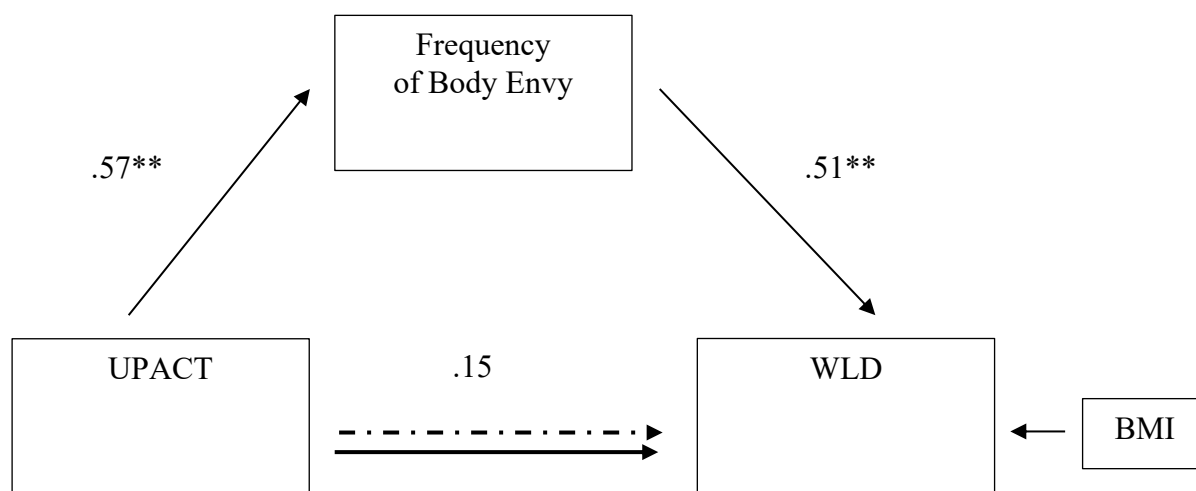 Frequency
of Body Envy
.57**
.51**
UPACT
.15
WLD
BMI